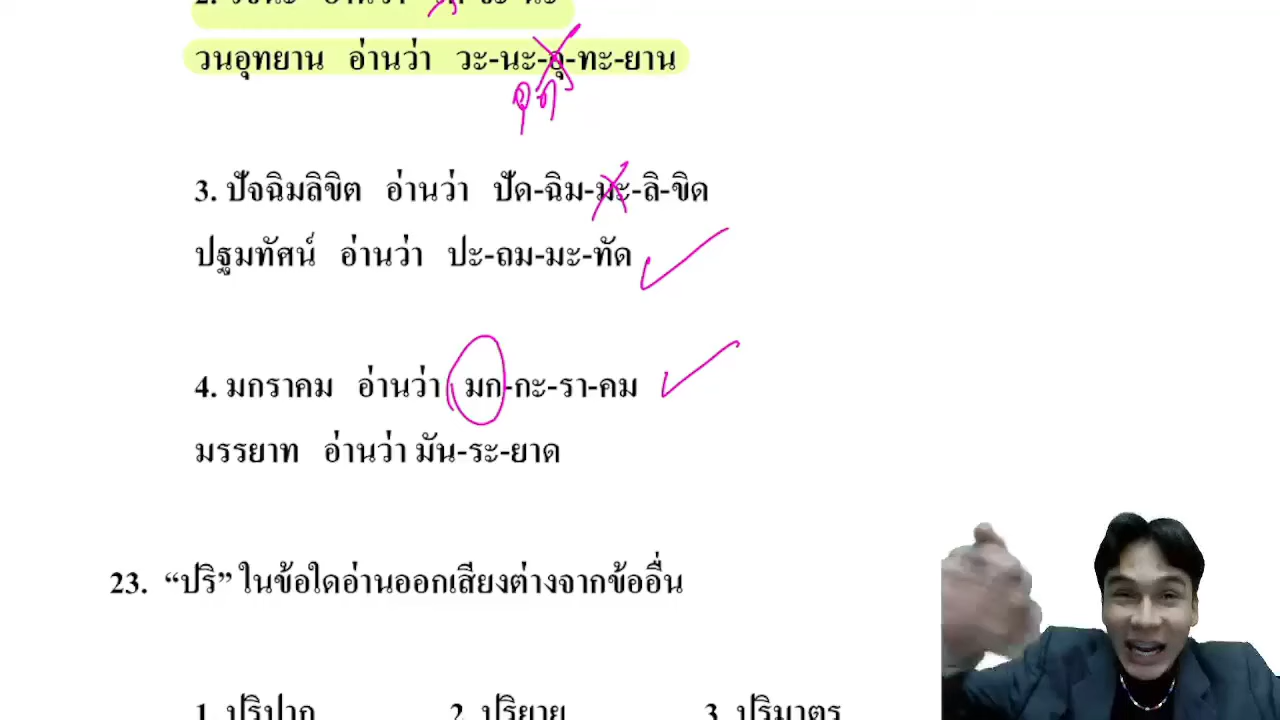 วนอุทยาน อ่านว่า วะ-นะ-อุ-ทะ-ยาน
3. ปัจฉิมลิขิต อ่านว่า ปัด-ฉิม-มะ-ลิ-ขิด
ปฐมทัศน์ อ่านว่า ปะ-ถม-มะ-ทัด
4. มกราคม อ่านว่า มก-กะ-รา-คม
มรรยาท อ่านว่า มัน-ระ-ยาด
23. “ปริ” ในข้อใดอ่านออกเสียงต่างจากข้ออื่น
1. ปริปาก 2. ปริยาย 3. ปริมาตร